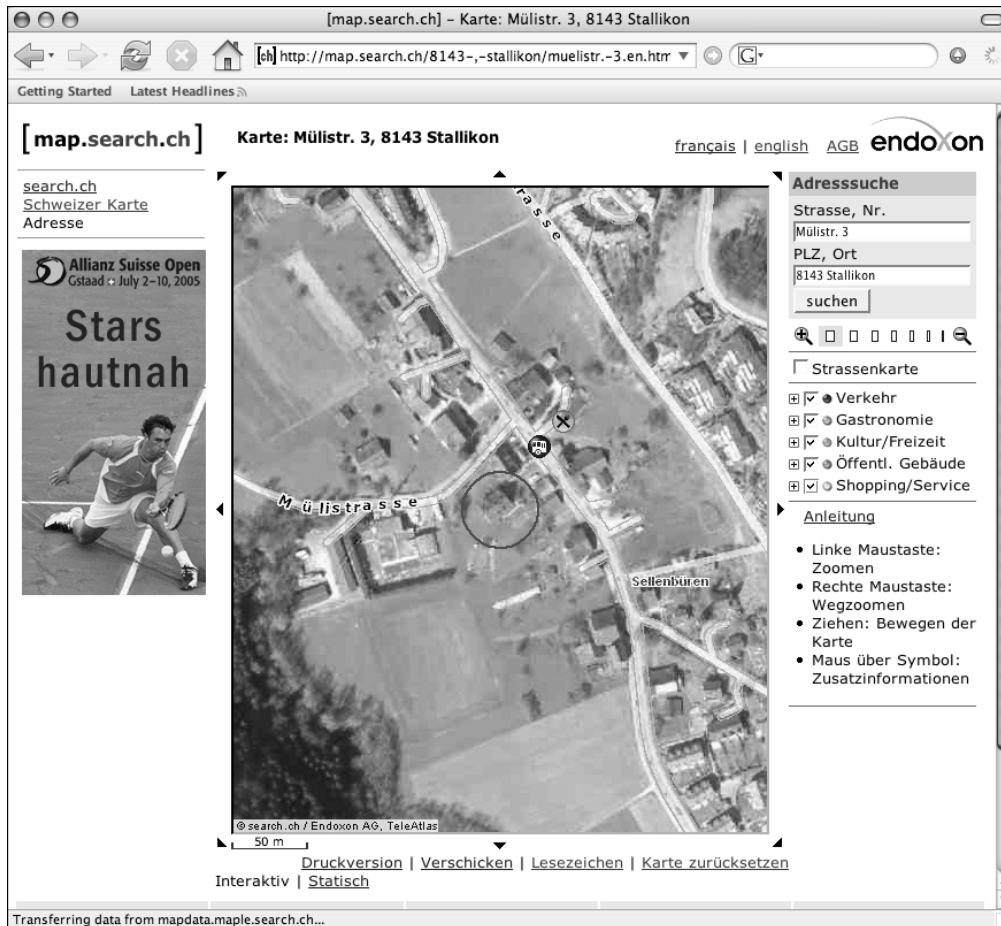 [map.search.ch] – Karte: Mülistr. 3, 8143 Stallikon
[ch] http://map.search.ch/8143-,-stallikon/muelistr.-3.en.htm
G
Getting Started Latest Headlines
[map.search.ch]
Karte: Mülistr. 3, 8143 Stallikon
français | english AGB endoxon
search.ch
Schweizer Karte
Adresse
Allianz Suisse Open
Gstaad July 2–10, 2005
Stars
hautnah
strasse
Mülistrasse
Sellenbüren
© search.ch / Endoxon AG, TeleAtlas
50 m
Adresssuche
Strasse, Nr.
Mülistr. 3
PLZ, Ort
8143 Stallikon
suchen
Strassenkarte
Verkehr
Gastronomie
Kultur/Freizeit
Öffentl. Gebäude
Shopping/Service
Anleitung
• Linke Maustaste:
Zoomen
• Rechte Maustaste:
Wegzoomen
• Ziehen: Bewegen der
Karte
• Maus über Symbol:
Zusatzinformationen
Druckversion | Verschicken | Lesezeichen | Karte zurücksetzen
Interaktiv | Statisch
Transferring data from mapdata.maple.search.ch...